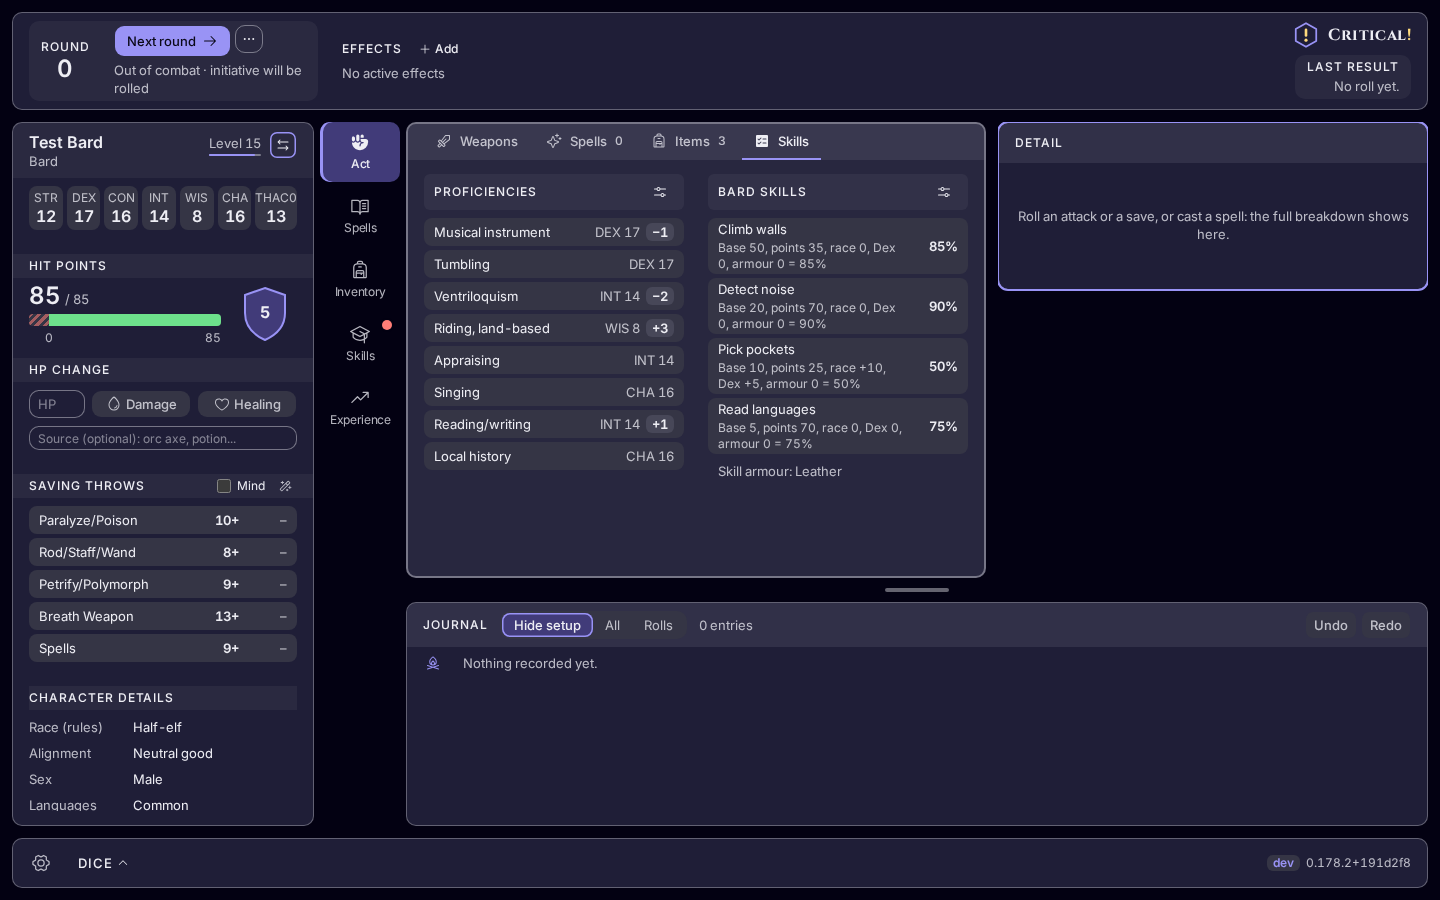 ROUND
0
Next round →
...
Out of combat · initiative will be
rolled
EFFECTS
+ Add
No active effects
CRITICAL!
LAST RESULT
No roll yet.
Test Bard
Bard
Level 15
STR 12
DEX 17
CON 16
INT 14
WIS 8
CHA 16
THAC0 13
HIT POINTS
85 / 85
0
85
5
HP CHANGE
HP
Damage
Healing
Source (optional): orc axe, potion...
SAVING THROWS
Mind
Paralyze/Poison 10+ –
Rod/Staff/Wand 8+ –
Petrify/Polymorph 9+ –
Breath Weapon 13+ –
Spells 9+ –
CHARACTER DETAILS
Race (rules) Half-elf
Alignment Neutral good
Sex Male
Languages Common
Act
Spells
Inventory
Skills
Experience
Weapons
Spells 0
Items 3
Skills
PROFICIENCIES
Musical instrument DEX 17 −1
Tumbling DEX 17
Ventriloquism INT 14 −2
Riding, land-based WIS 8 +3
Appraising INT 14
Singing CHA 16
Reading/writing INT 14 +1
Local history CHA 16
BARD SKILLS
Climb walls
Base 50, points 35, race 0, Dex
0, armour 0 = 85%
85%
Detect noise
Base 20, points 70, race 0, Dex
0, armour 0 = 90%
90%
Pick pockets
Base 10, points 25, race +10,
Dex +5, armour 0 = 50%
50%
Read languages
Base 5, points 70, race 0, Dex 0,
armour 0 = 75%
75%
Skill armour: Leather
DETAIL
Roll an attack or a save, or cast a spell: the full breakdown shows
here.
JOURNAL
Hide setup
All
Rolls
0 entries
Undo
Redo
Nothing recorded yet.
DICE
dev 0.178.2+191d2f8